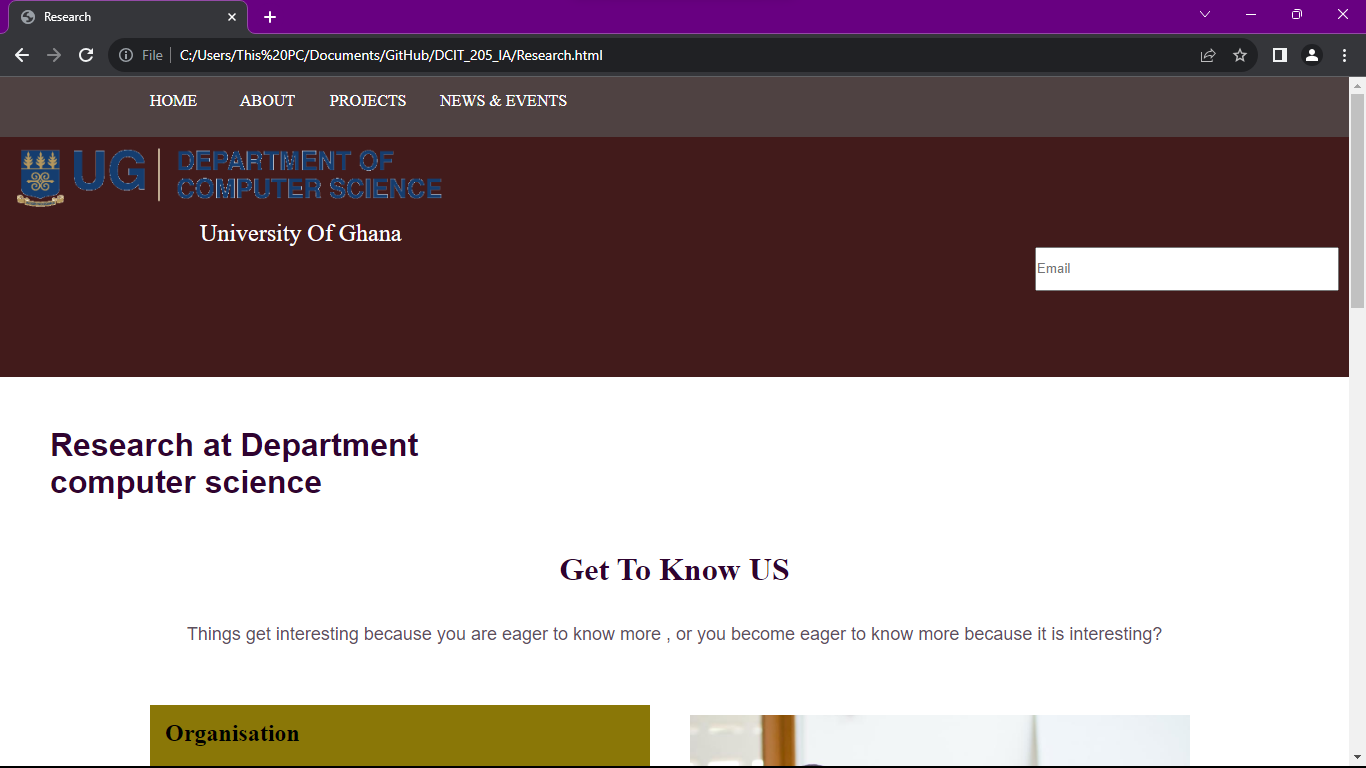 Research
File C:/Users/This%20PC/Documents/GitHub/DCIT_205_IA/Research.html
HOME ABOUT PROJECTS NEWS & EVENTS
UG DEPARTMENT OF
COMPUTER SCIENCE
University Of Ghana
Email
Research at Department
computer science
Get To Know US
Things get interesting because you are eager to know more , or you become eager to know more because it is interesting?
Organisation